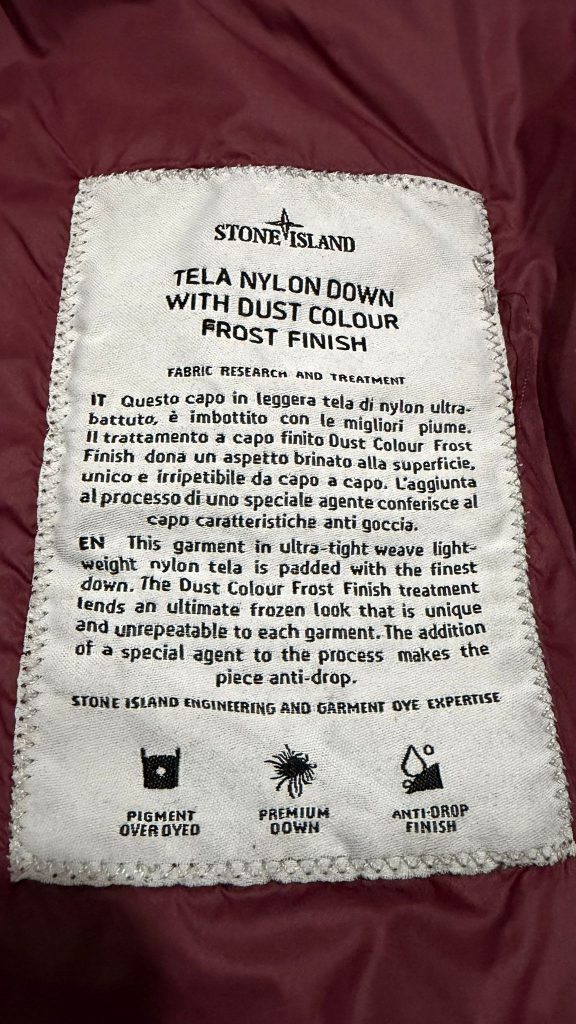 STONE ISLAND
TELA NYLON DOWN
WITH DUST COLOUR
FROST FINISH
FABRIC RESEARCH AND TREATMENT
IT Questo capo in leggera tela di nylon ultra-
battuto, è imbottito con le migliori piume.
Il trattamento a capo finito Dust Colour Frost
Finish dona un aspetto brinato alla superficie,
unico e irripetibile da capo a capo. L'aggiunta
al processo di uno speciale agente conferisce al
capo caratteristiche anti goccia.
EN This garment in ultra-tight weave light-
weight nylon tela is padded with the finest
down. The Dust Colour Frost Finish treatment
lends an ultimate frozen look that is unique
and unrepeatable to each garment. The addition
of a special agent to the process makes the
piece anti-drop.
STONE ISLAND ENGINEERING AND GARMENT DYE EXPERTISE
PIGMENT
OVER DYED
PREMIUM
DOWN
ANTI-DROP
FINISH